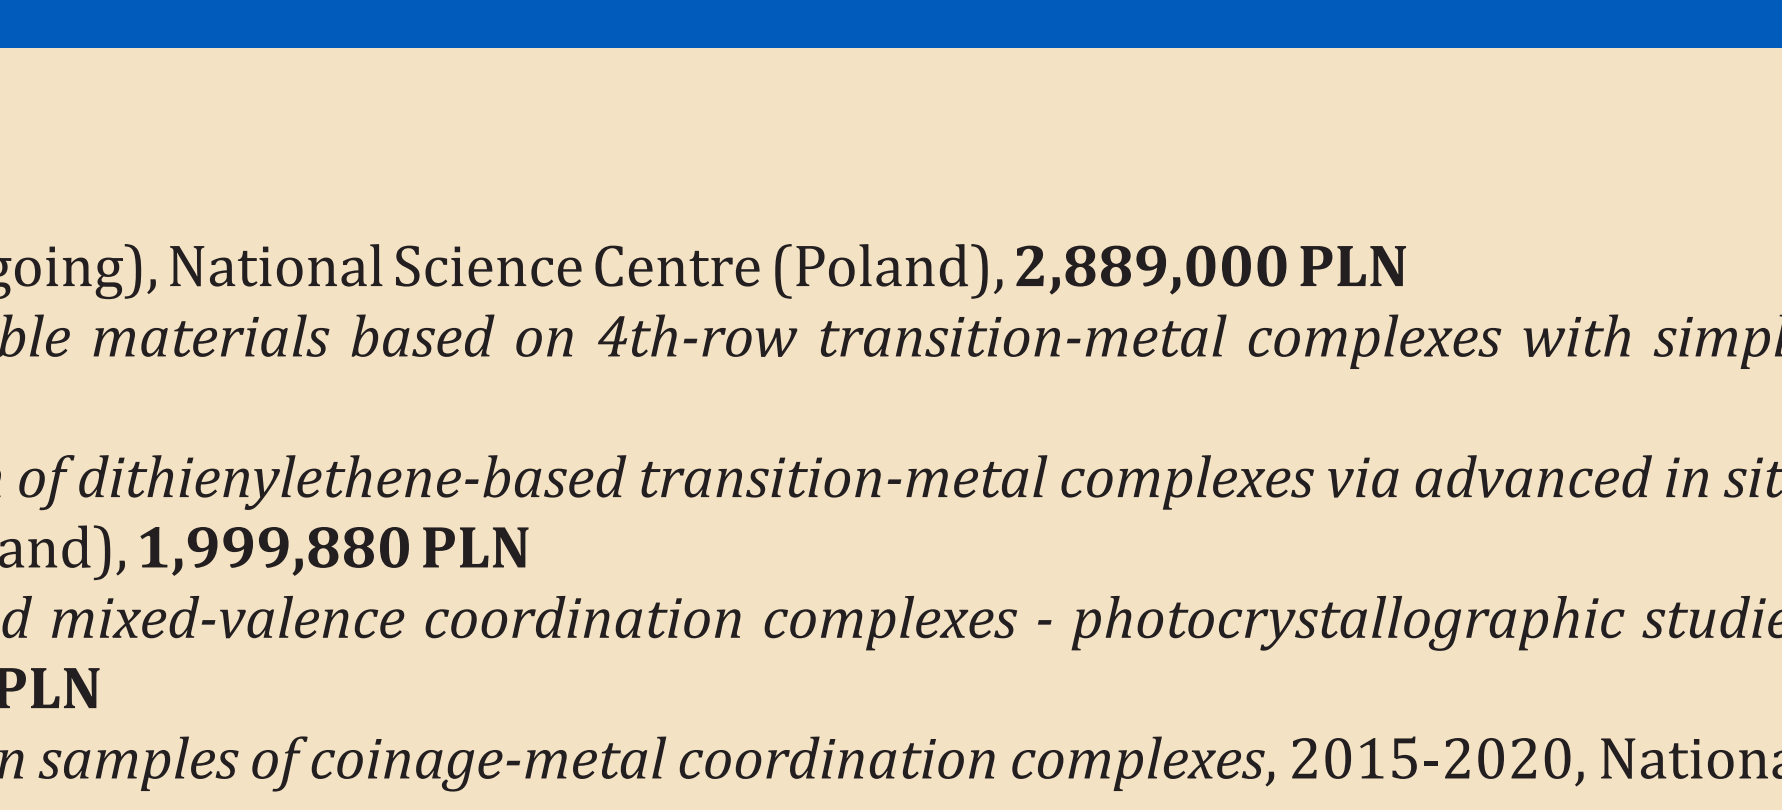 going), National Science Centre (Poland), 2,889,000 PLN
ble materials based on 4th-row transition-metal complexes with simpl
of dithienylethene-based transition-metal complexes via advanced in sit
and), 1,999,880 PLN
d mixed-valence coordination complexes - photocrystallographic studie
PLN
n samples of coinage-metal coordination complexes, 2015-2020, Nationa